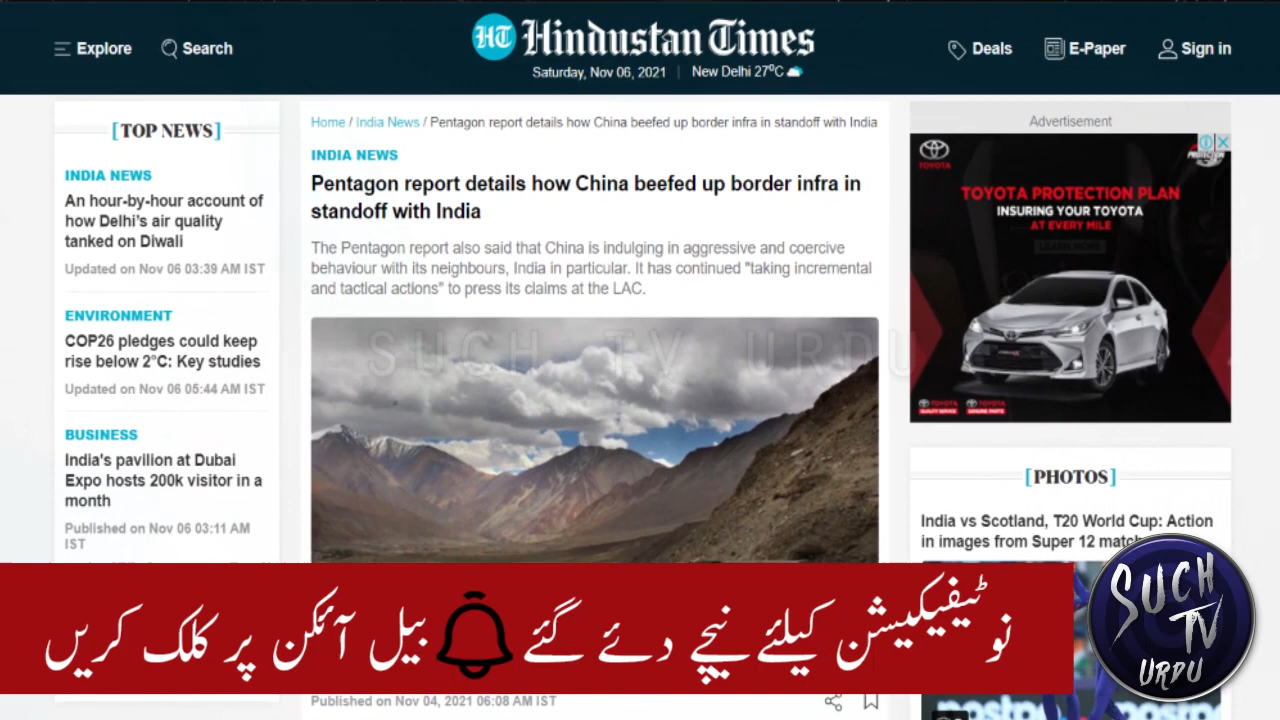 Explore
Search
HT Hindustan Times
Saturday, Nov 06, 2021 | New Delhi 27⁰C
Deals
E-Paper
Sign in
[TOP NEWS]
INDIA NEWS
An hour-by-hour account of
how Delhi's air quality
tanked on Diwali
Updated on Nov 06 03:39 AM IST
ENVIRONMENT
COP26 pledges could keep
rise below 2°C: Key studies
Updated on Nov 06 05:44 AM IST
BUSINESS
India's pavilion at Dubai
Expo hosts 200k visitor in a
month
Published on Nov 06 03:11 AM
IST
Home / India News / Pentagon report details how China beefed up border infra in standoff with India
INDIA NEWS
Pentagon report details how China beefed up border infra in
standoff with India
The Pentagon report also said that China is indulging in aggressive and coercive
behaviour with its neighbours, India in particular. It has continued "taking incremental
and tactical actions" to press its claims at the LAC.
SUCH TV URDU
Published on Nov 04, 2021 06:08 AM IST
Advertisement
TOYOTA
TOYOTA PROTECTION PLAN
INSURING YOUR TOYOTA
AT EVERY MILE
LEARN MORE
TOYOTA
QUALITY SERVICE
TOYOTA
GENUINE PARTS
[PHOTOS]
India vs Scotland, T20 World Cup: Action
in images from Super 12 match
نوٹیفیکیشن کیلئے نیچے دئے گئے بیل آئکن پر کلک کریں
SUCH
TV
URDU